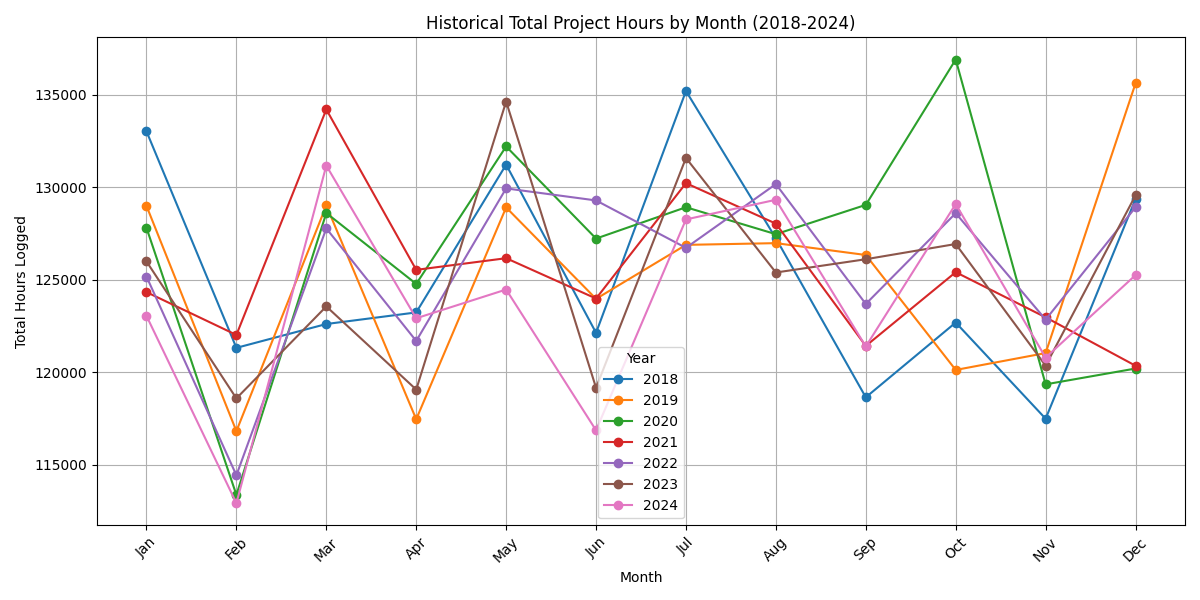 Historical Total Project Hours by Month (2018-2024)
Total Hours Logged
135000
130000
125000
120000
115000
Year
2018
2019
2020
2021
2022
2023
2024
Jan
Feb
Mar
Apr
May
Jun
Jul
Aug
Sep
Oct
Nov
Dec
Month